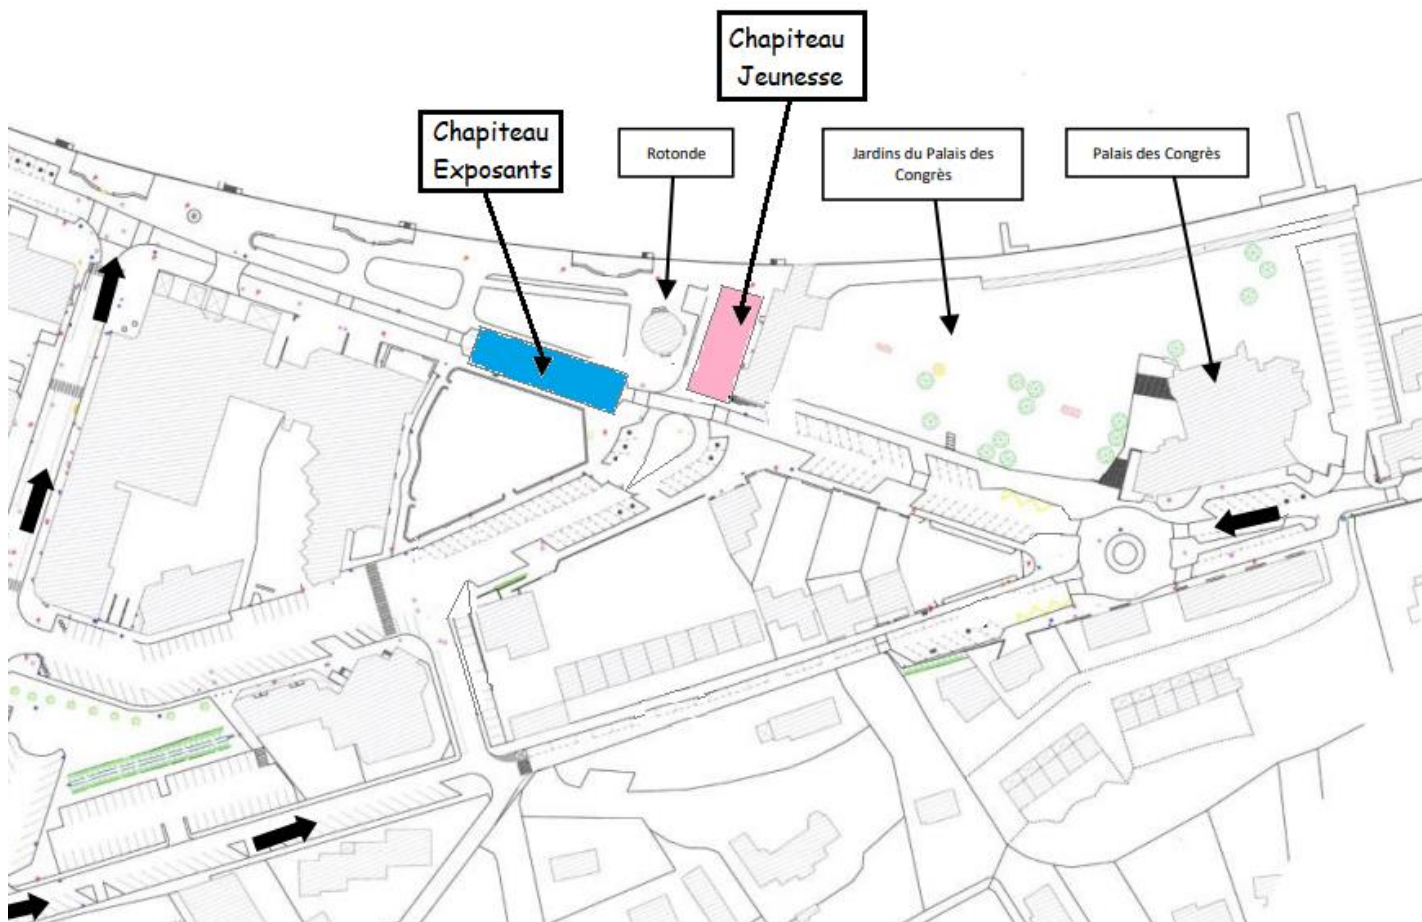 Chapiteau
Jeunesse
Chapiteau
Exposants
Rotonde
Jardins du Palais des
Congrès
Palais des Congrès